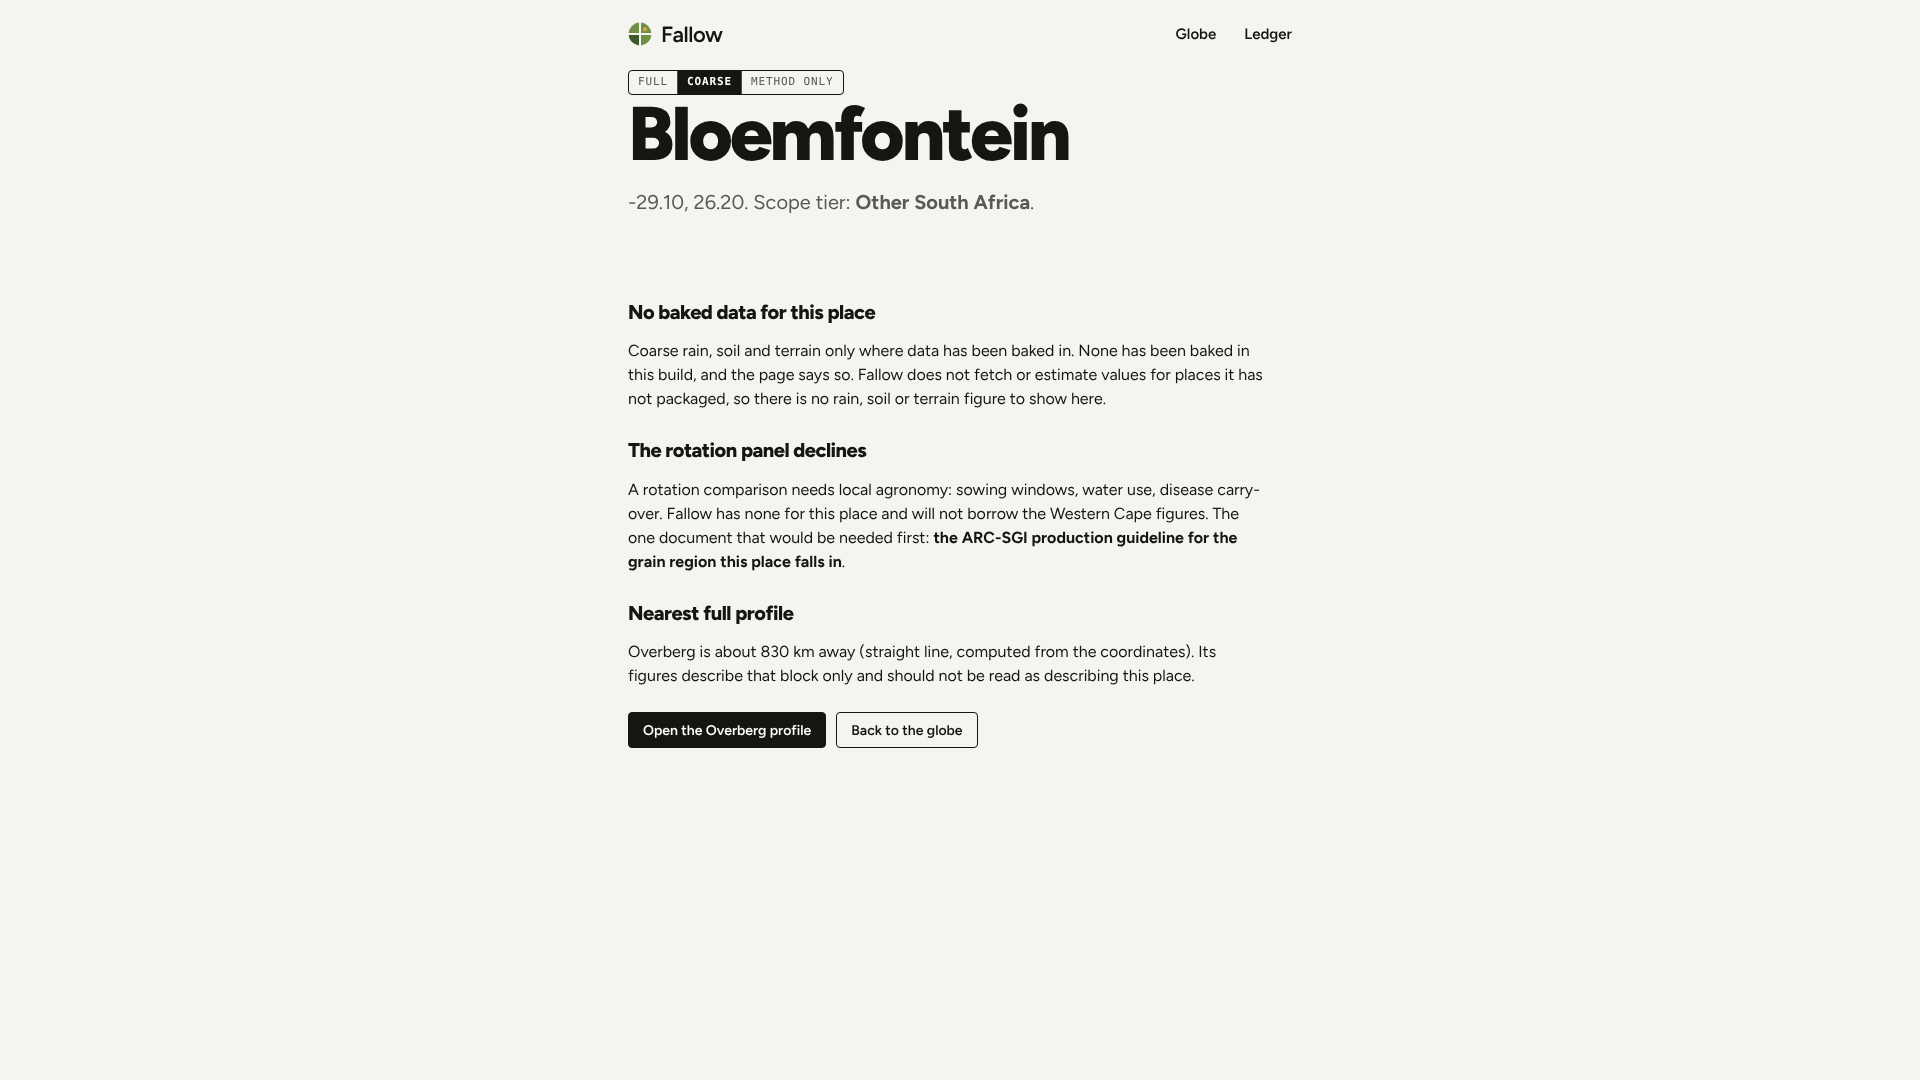 Fallow
Globe Ledger
FULL COARSE METHOD ONLY
Bloemfontein
-29.10, 26.20. Scope tier: Other South Africa.
No baked data for this place
Coarse rain, soil and terrain only where data has been baked in. None has been baked in
this build, and the page says so. Fallow does not fetch or estimate values for places it has
not packaged, so there is no rain, soil or terrain figure to show here.
The rotation panel declines
A rotation comparison needs local agronomy: sowing windows, water use, disease carry-
over. Fallow has none for this place and will not borrow the Western Cape figures. The
one document that would be needed first: the ARC-SGI production guideline for the
grain region this place falls in.
Nearest full profile
Overberg is about 830 km away (straight line, computed from the coordinates). Its
figures describe that block only and should not be read as describing this place.
Open the Overberg profile Back to the globe